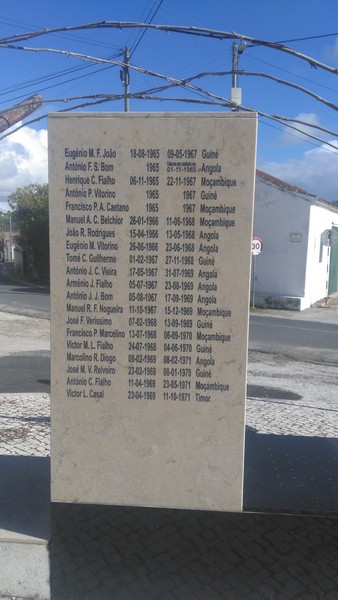 Eugénio M. F. João 18-08-1965 09-05-1967 Guiné
António F. S. Bom 1965 01-11-1965 Angola
Henrique C. Fialho 06-11-1965 22-11-1967 Moçambique
António P. Vitorino 1965 1967 Guiné
Francisco P. A. Caetano 1965 1967 Moçambique
Manuel A. C. Belchior 26-01-1966 11-06-1968 Moçambique
João R. Rodrigues 15-04-1966 13-05-1968 Angola
Eugénio M. Vitorino 26-06-1966 23-06-1968 Angola
Tomé C. Guilherme 01-02-1967 27-11-1968 Guiné
António J. C. Vieira 17-05-1967 31-07-1969 Angola
Arménio J. Fialho 05-07-1967 23-08-1969 Angola
António J. J. Bom 05-08-1967 17-09-1969 Angola
Manuel R. F. Nogueira 11-10-1967 15-12-1969 Moçambique
José F. Veríssimo 07-02-1968 13-09-1969 Guiné
Francisco P. Marcelino 13-07-1968 06-09-1970 Moçambique
Victor M. L. Fialho 24-07-1968 04-06-1970 Guiné
Marcolino R. Diogo 08-02-1969 08-02-1971 Angola
José M. V. Relveiro 23-02-1969 08-01-1970 Guiné
António C. Fialho 11-04-1969 23-05-1971 Moçambique
Victor L. Casal 23-04-1969 11-10-1971 Timor
30